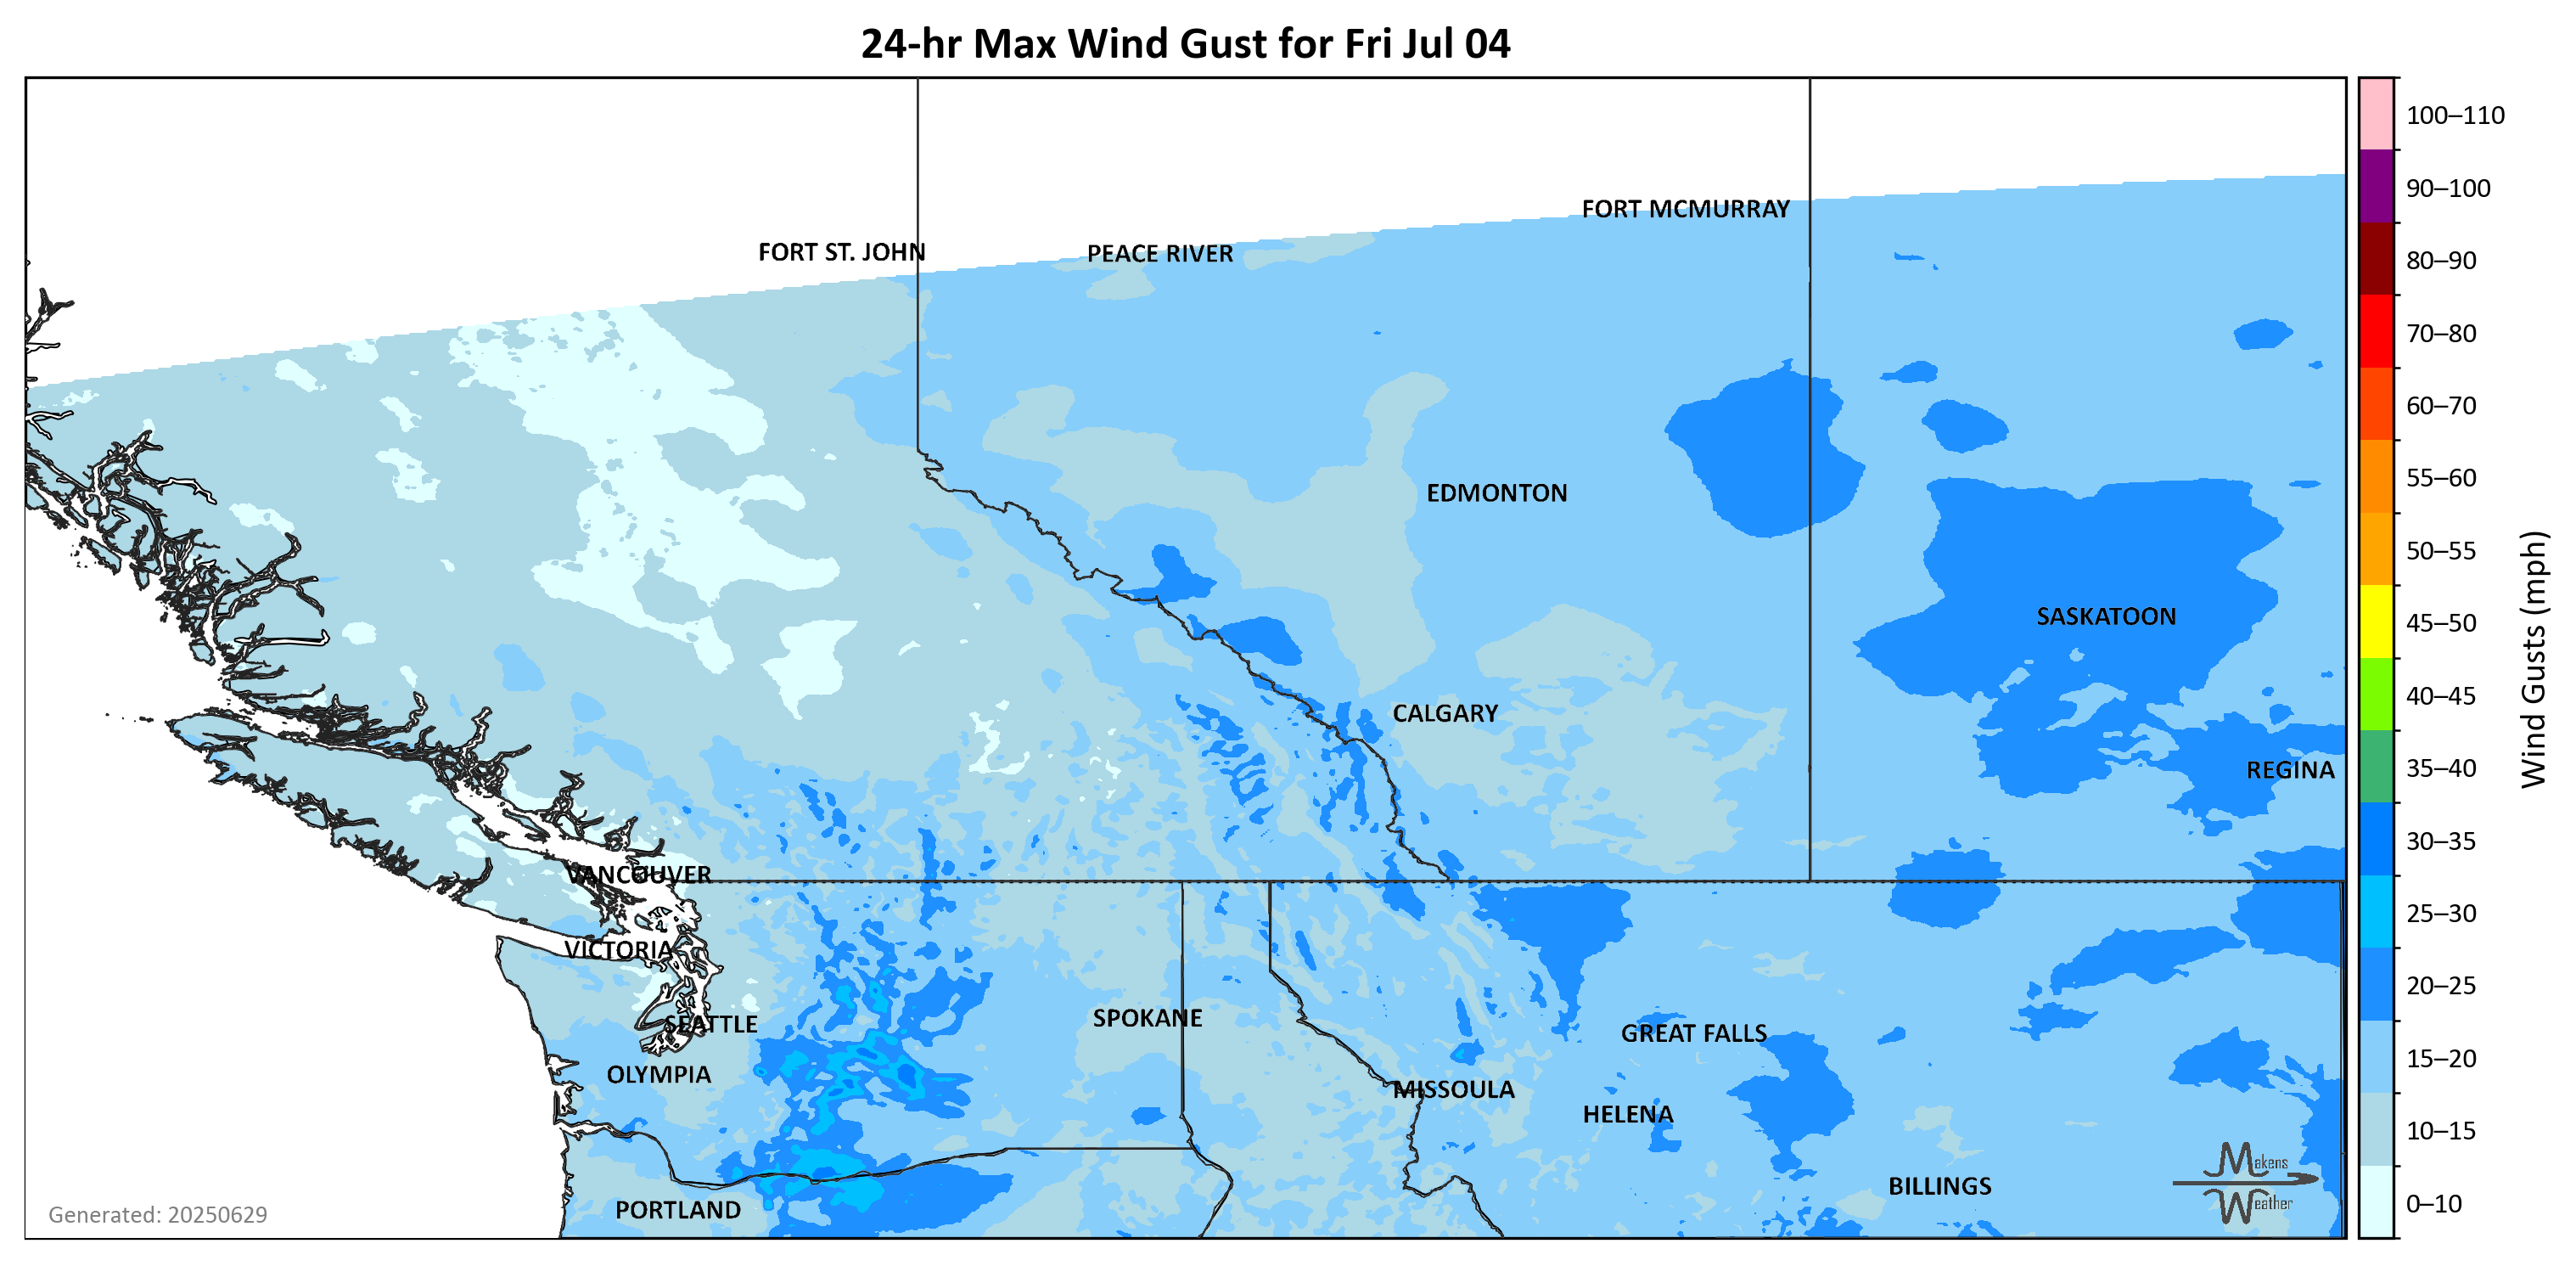 24-hr Max Wind Gust for Fri Jul 04
100–110
90–100
80–90
70–80
60–70
55–60
50–55
45–50
40–45
35–40
30–35
25–30
20–25
15–20
10–15
0–10
Wind Gusts (mph)
FORT MCMURRAY
FORT ST. JOHN
PEACE RIVER
EDMONTON
SASKATOON
CALGARY
REGINA
VANCOUVER
VICTORIA
SPOKANE
SEATTLE
GREAT FALLS
OLYMPIA
MISSOULA
HELENA
BILLINGS
PORTLAND
Makens
Weather
Generated: 20250629